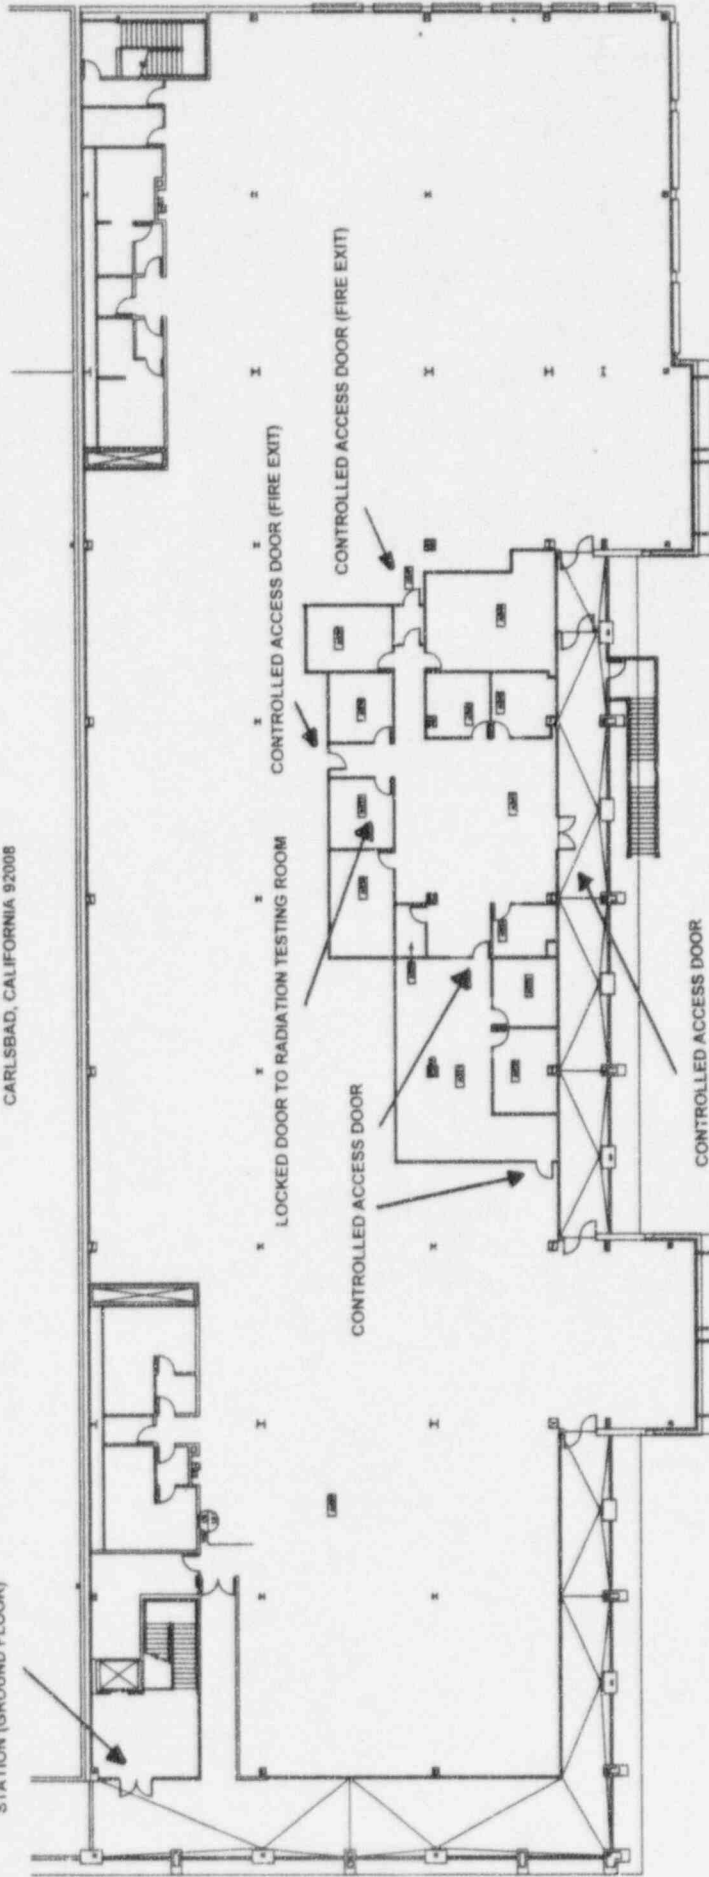 CARLSBAD, CALIFORNIA 92008
STATION (GROUND FLOOR)
LOCKED DOOR TO RADIATION TESTING ROOM
CONTROLLED ACCESS DOOR (FIRE EXIT)
CONTROLLED ACCESS DOOR (FIRE EXIT)
CONTROLLED ACCESS DOOR
CONTROLLED ACCESS DOOR